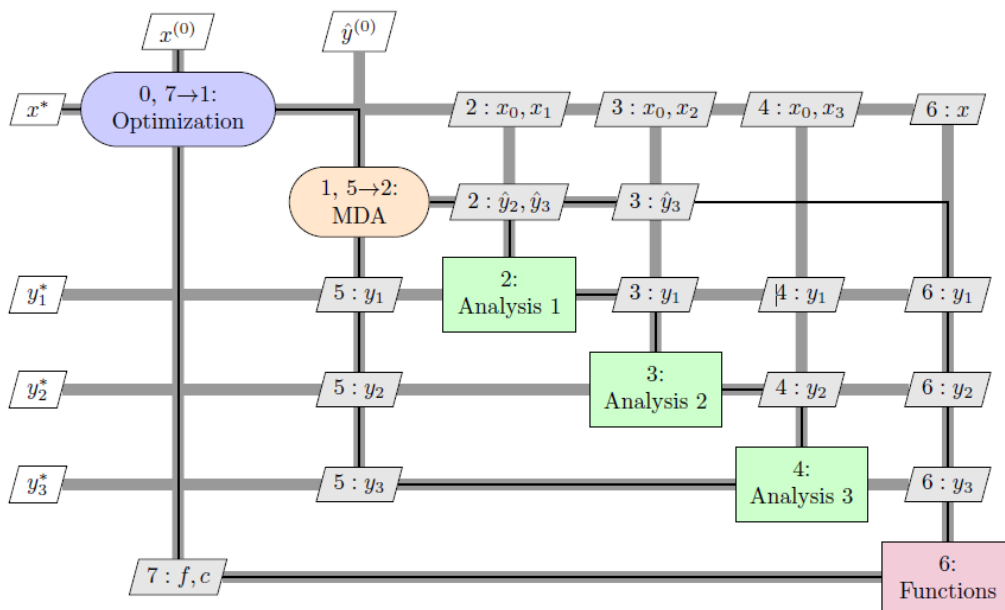 x^{(0)}
ŷ^{(0)}
x*
0, 7→1:
Optimization
2 : x_0, x_1
3 : x_0, x_2
4 : x_0, x_3
6 : x
1, 5→2:
MDA
2 : ŷ_2, ŷ_3
3 : ŷ_3
y_1^*
5 : y_1
2:
Analysis 1
3 : y_1
4 : y_1
6 : y_1
y_2^*
5 : y_2
3:
Analysis 2
4 : y_2
6 : y_2
y_3^*
5 : y_3
4:
Analysis 3
6 : y_3
7 : f, c
6:
Functions